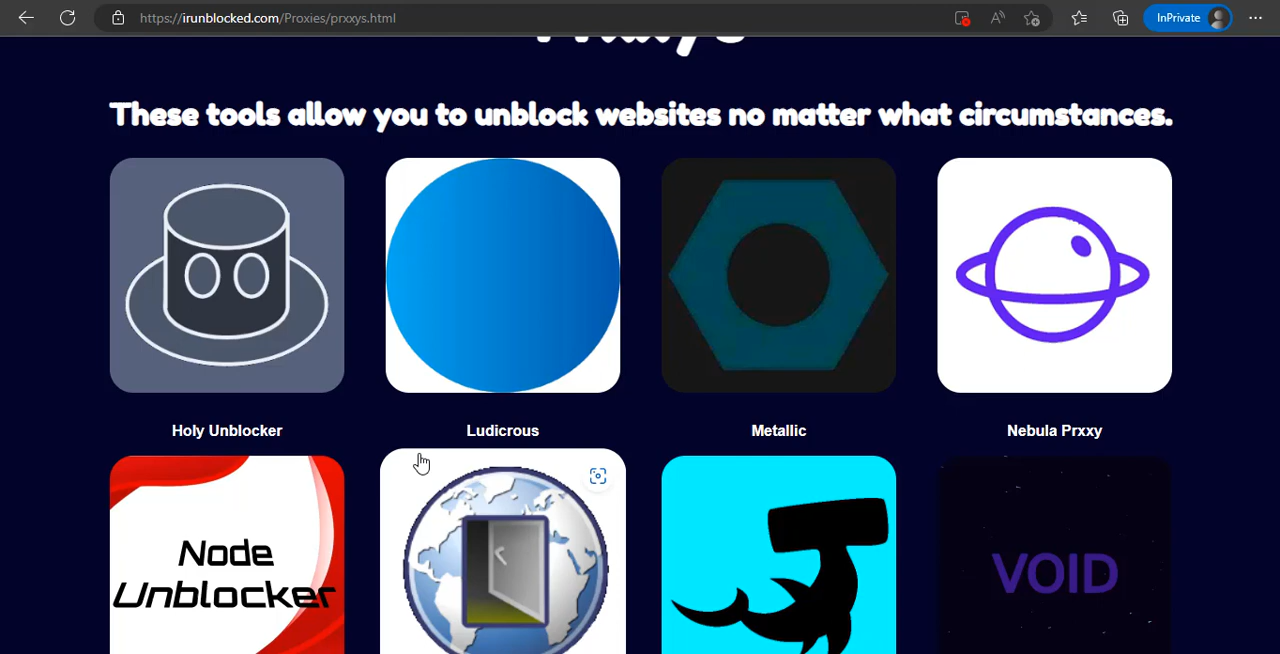 https://irunblocked.com/Proxies/prxxys.html
InPrivate
These tools allow you to unblock websites no matter what circumstances.
Holy Unblocker
Ludicrous
Metallic
Nebula Prxxy
Node
Unblocker
VOID